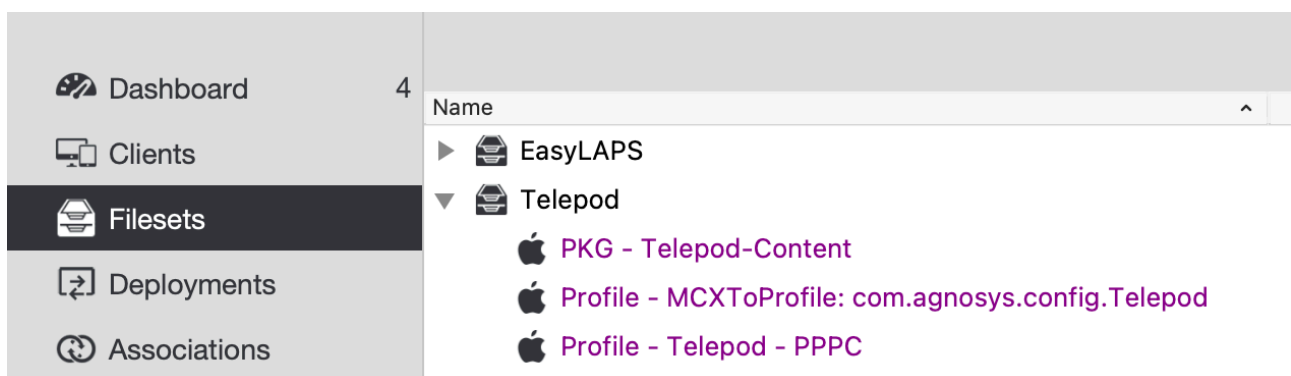 Dashboard 4
Clients
Filesets
Deployments
Associations
Name
EasyLAPS
Telepod
PKG - Telepod-Content
Profile - MCXToProfile: com.agnosys.config.Telepod
Profile - Telepod - PPPC